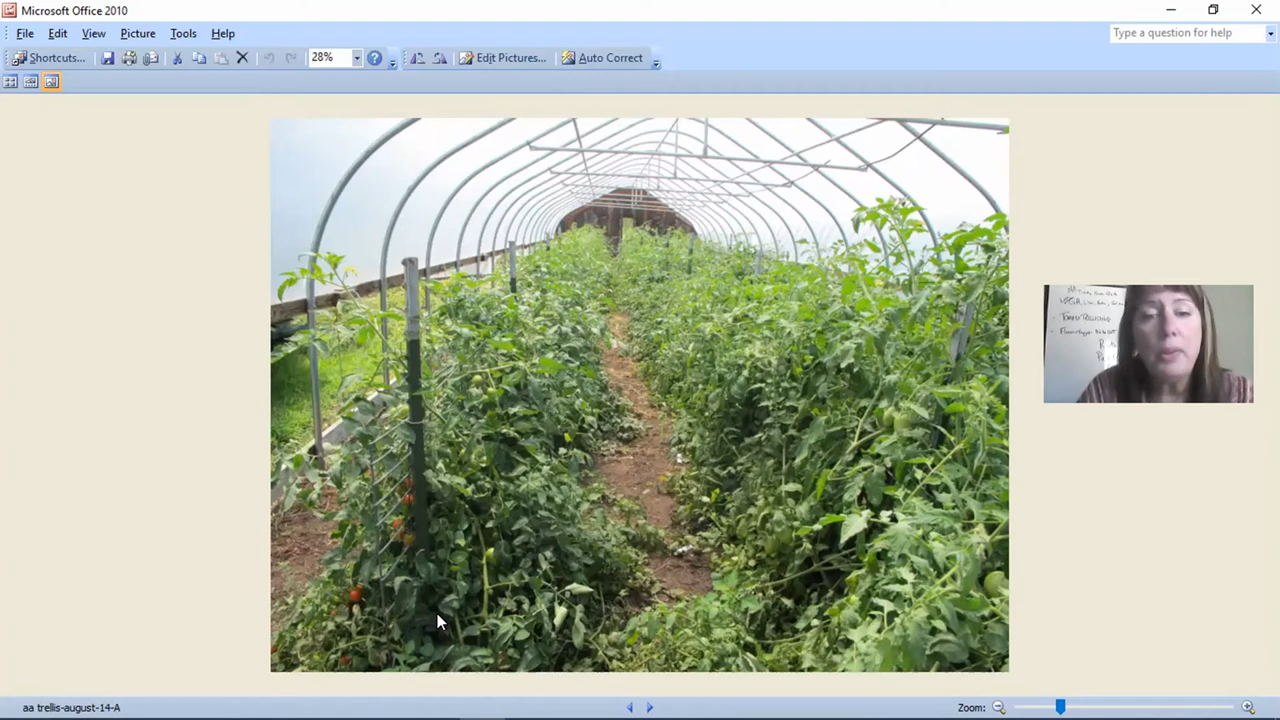 Microsoft Office 2010
File Edit View Picture Tools Help
Type a question for help
Shortcuts... 28% Edit Pictures... Auto Correct
aa trellis-august-14-A
Zoom: